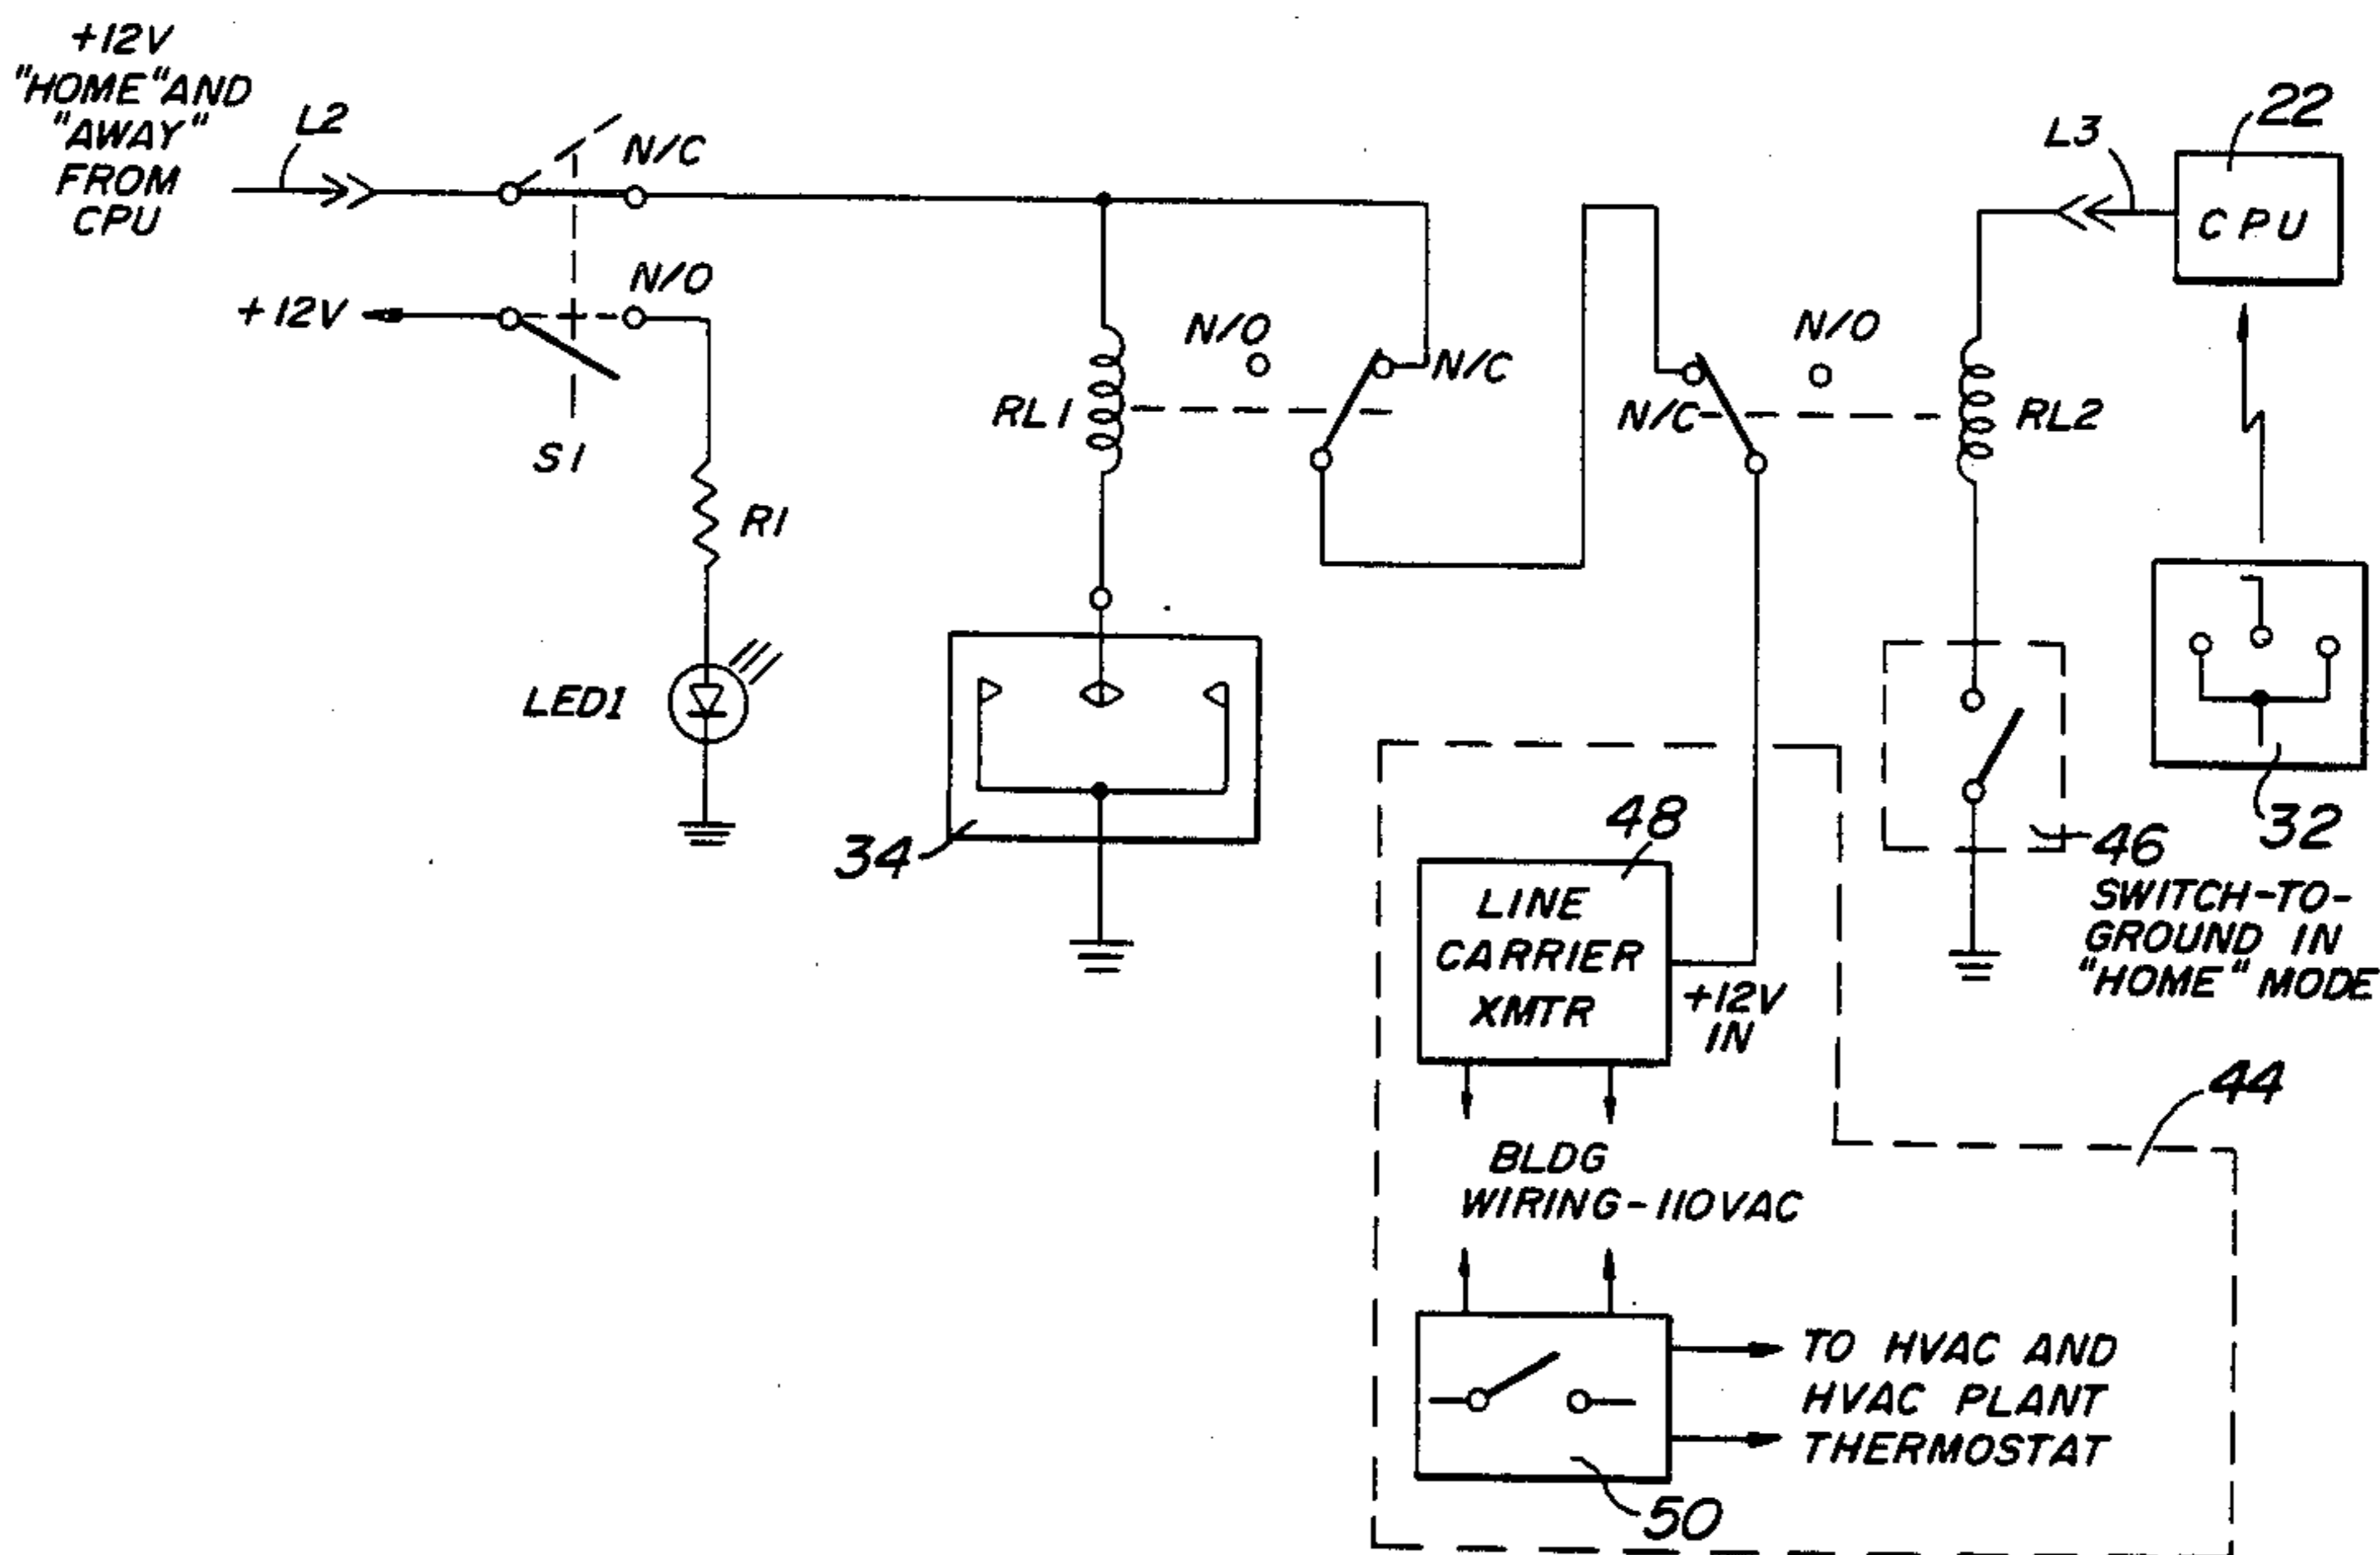 +12V
"HOME" AND
"AWAY"
FROM
CPU
L2
N/C
+12V
N/O
S1
R1
LED1
RL1
N/O
N/C
N/C
N/O
RL2
L3
22
CPU
34
32
46
SWITCH-TO-
GROUND IN
"HOME" MODE
48
LINE
CARRIER
XMTR
+12V
IN
44
BLDG
WIRING-110VAC
TO HVAC AND
HVAC PLANT
THERMOSTAT
50